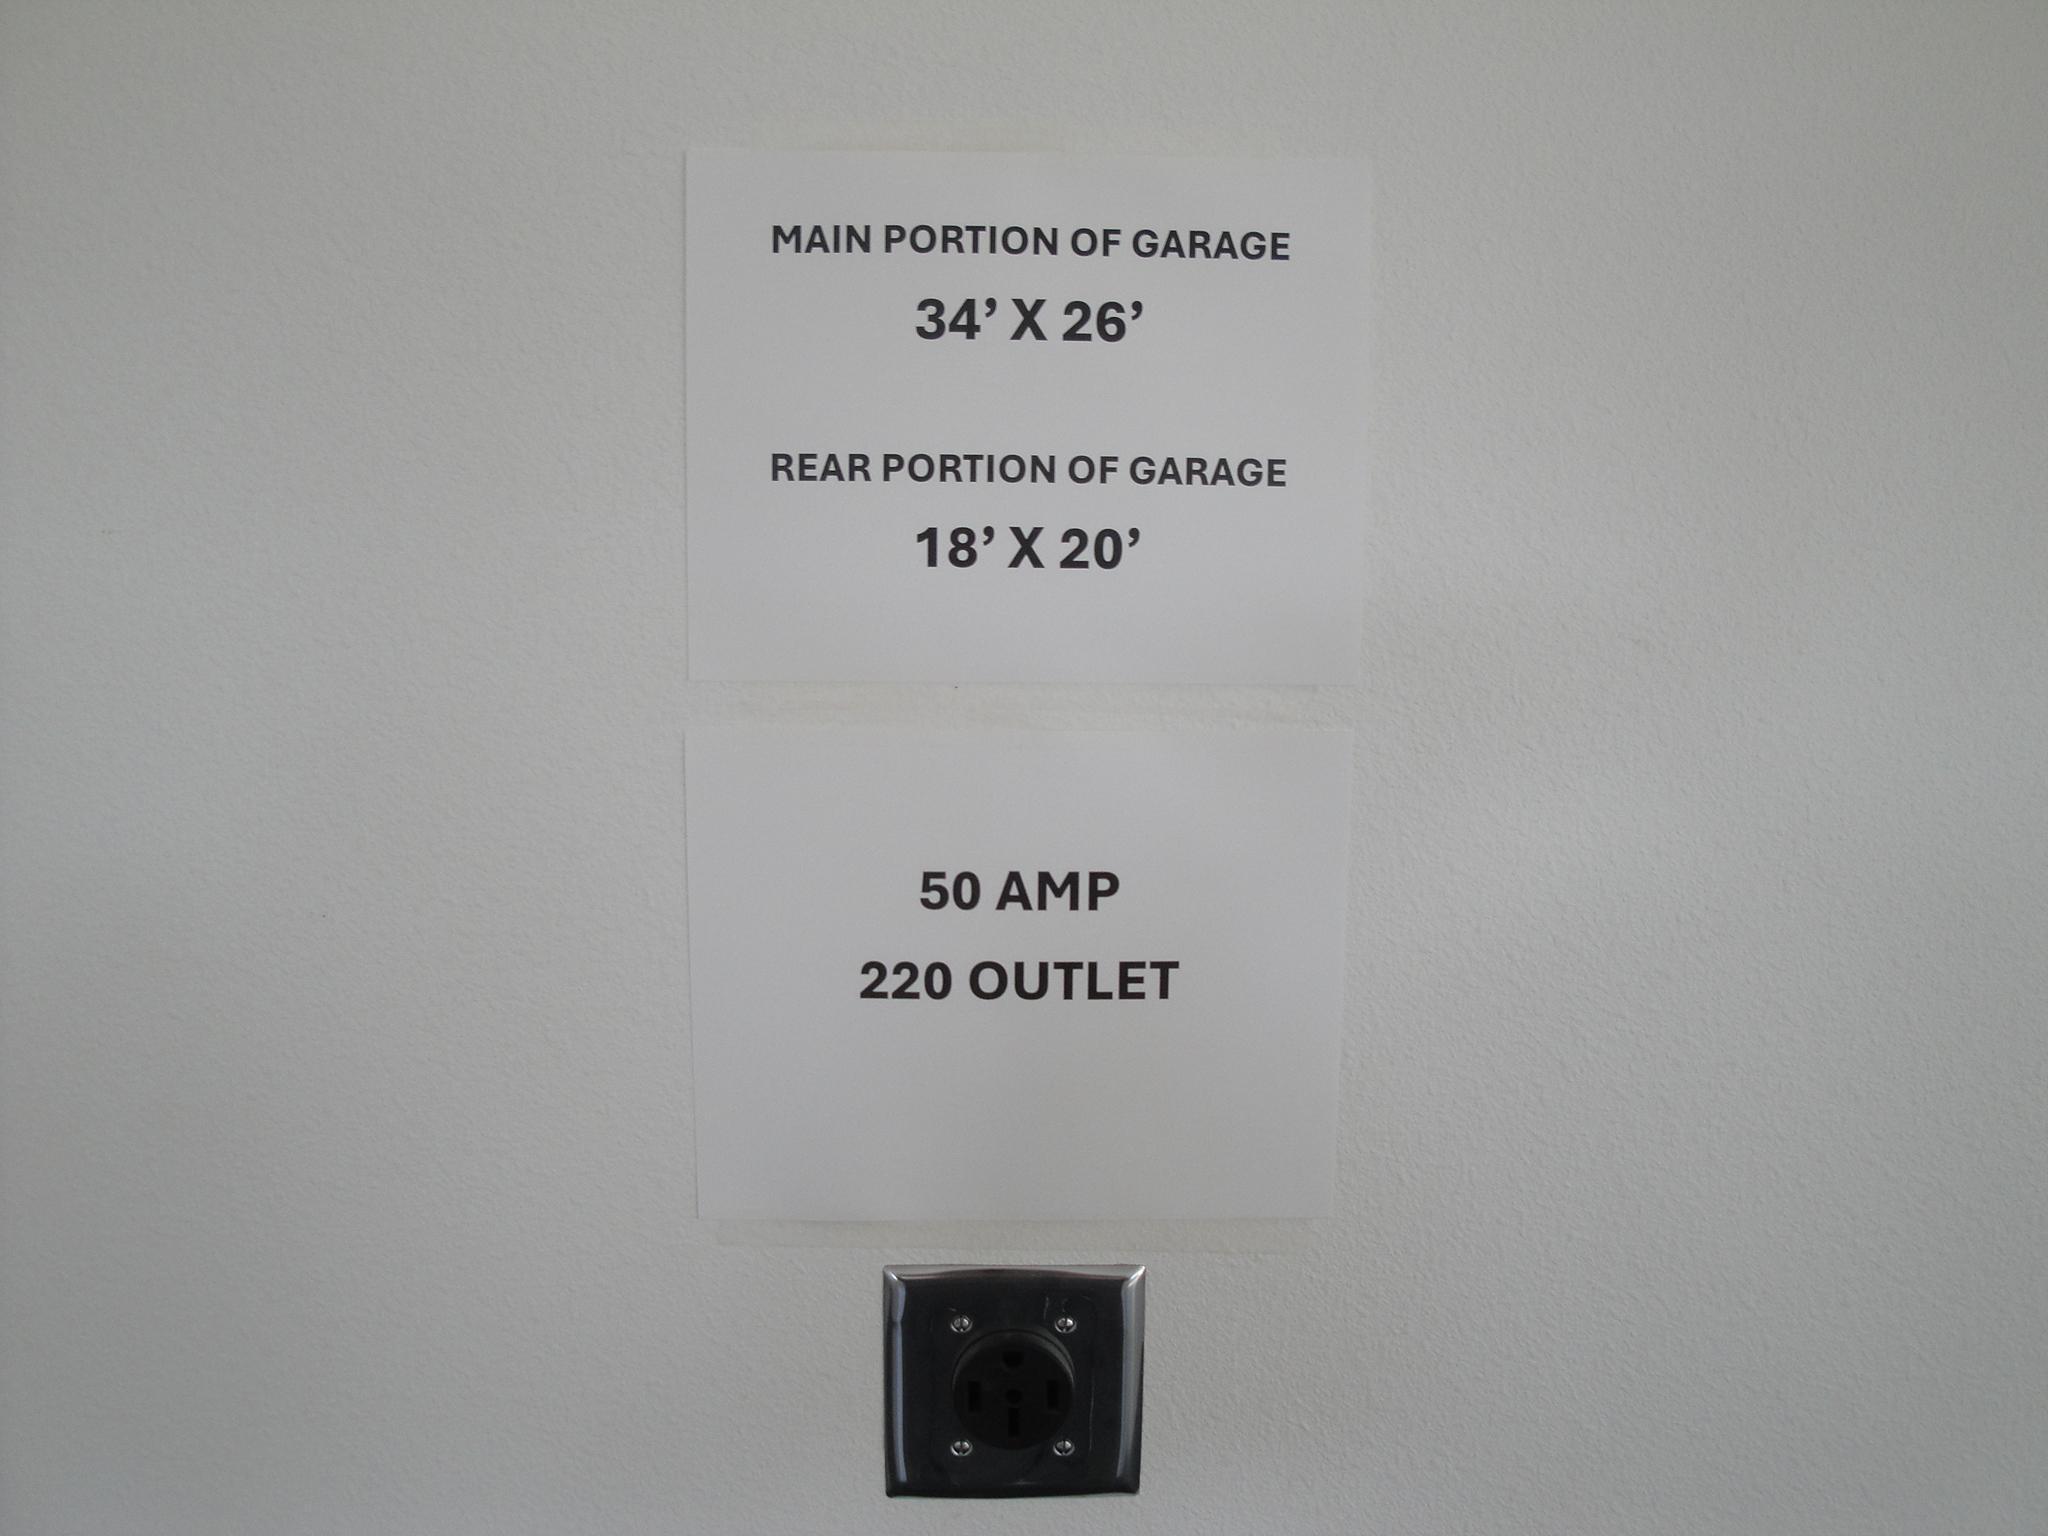 MAIN PORTION OF GARAGE
34’ X 26’
REAR PORTION OF GARAGE
18’ X 20’
50 AMP
220 OUTLET